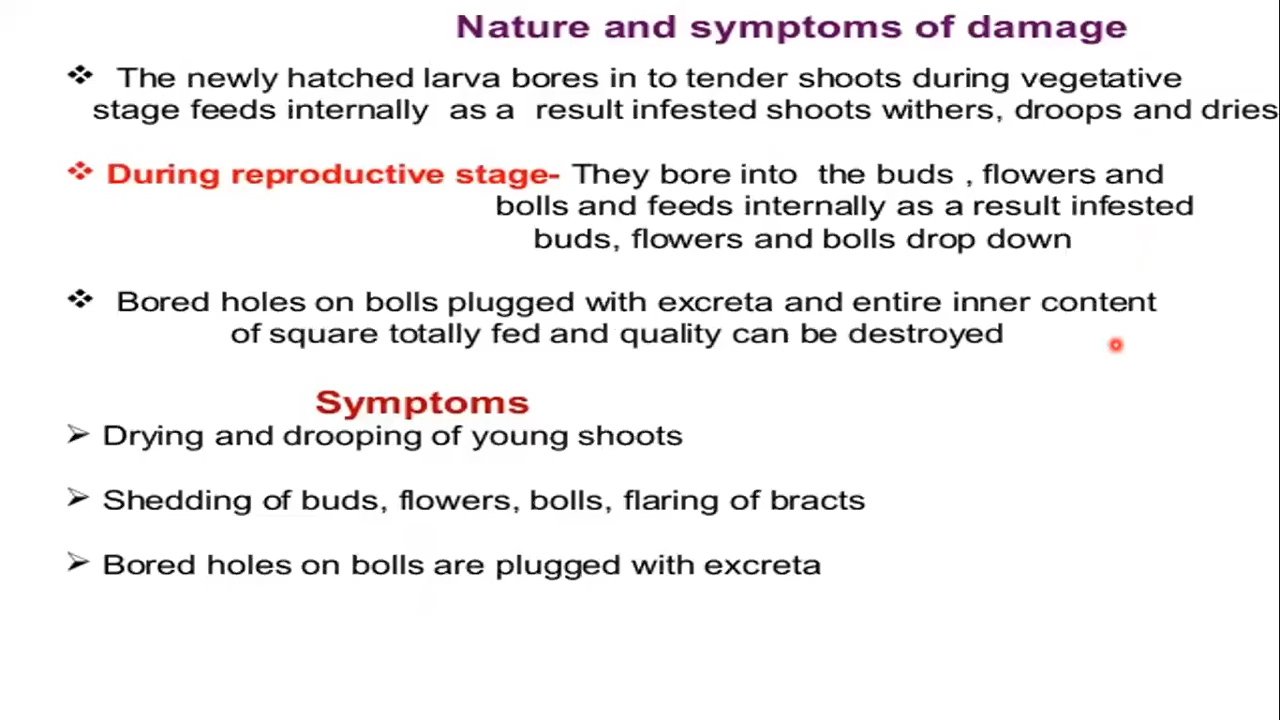 Nature and symptoms of damage
❖ The newly hatched larva bores in to tender shoots during vegetative
stage feeds internally as a result infested shoots withers, droops and dries
❖ During reproductive stage- They bore into the buds , flowers and
bolls and feeds internally as a result infested
buds, flowers and bolls drop down
❖ Bored holes on bolls plugged with excreta and entire inner content
of square totally fed and quality can be destroyed
Symptoms
➢ Drying and drooping of young shoots
➢ Shedding of buds, flowers, bolls, flaring of bracts
➢ Bored holes on bolls are plugged with excreta